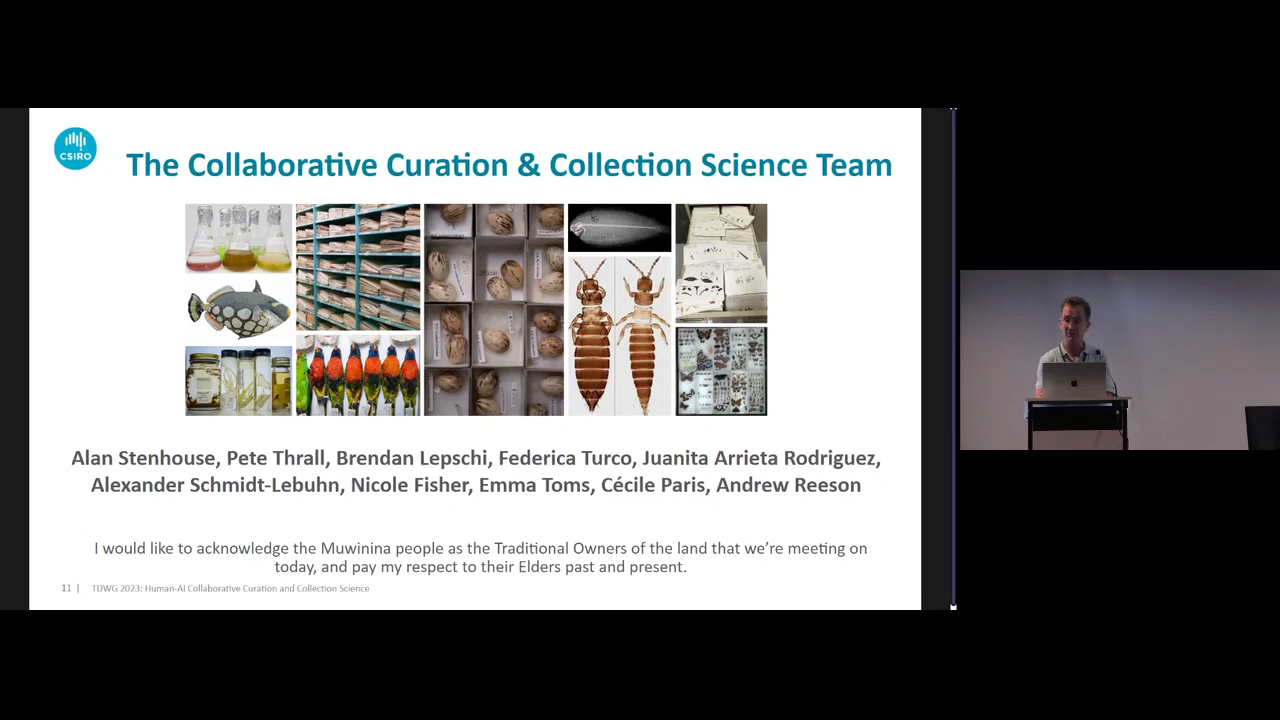 CSIRO
The Collaborative Curation & Collection Science Team
Alan Stenhouse, Pete Thrall, Brendan Lepschi, Federica Turco, Juanita Arrieta Rodriguez,
Alexander Schmidt-Lebuhn, Nicole Fisher, Emma Toms, Cécile Paris, Andrew Reeson
I would like to acknowledge the Muwinina people as the Traditional Owners of the land that we're meeting on
today, and pay my respect to their Elders past and present.
11 | TDWG 2023: Human-AI Collaborative Curation and Collection Science